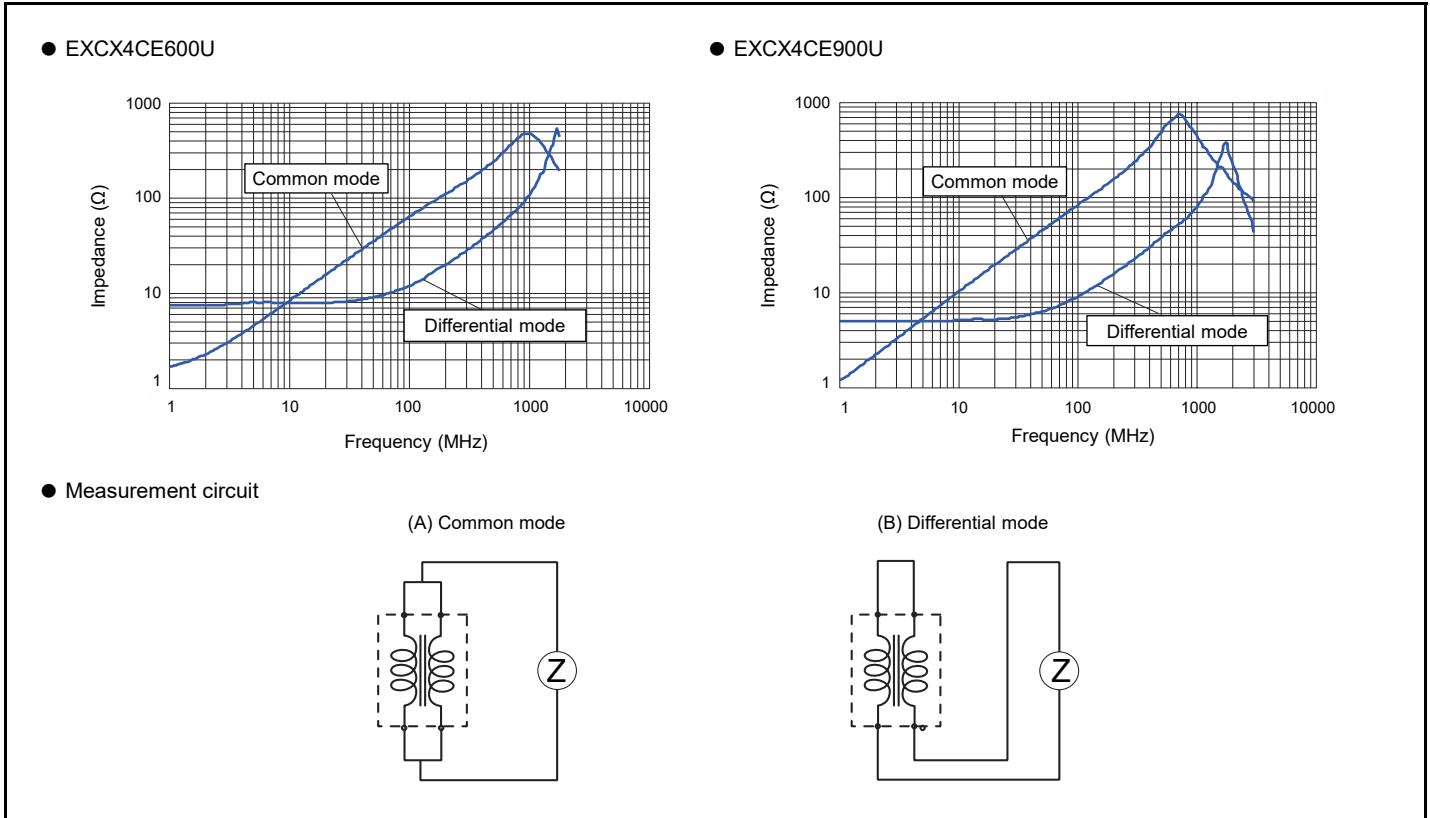 ● EXCX4CE600U
1000
100
10
1
Impedance (Ω)
Common mode
Differential mode
1 10 100 1000 10000
Frequency (MHz)
● EXCX4CE900U
1000
100
10
1
Impedance (Ω)
Common mode
Differential mode
1 10 100 1000 10000
Frequency (MHz)
● Measurement circuit
(A) Common mode
Z
(B) Differential mode
Z